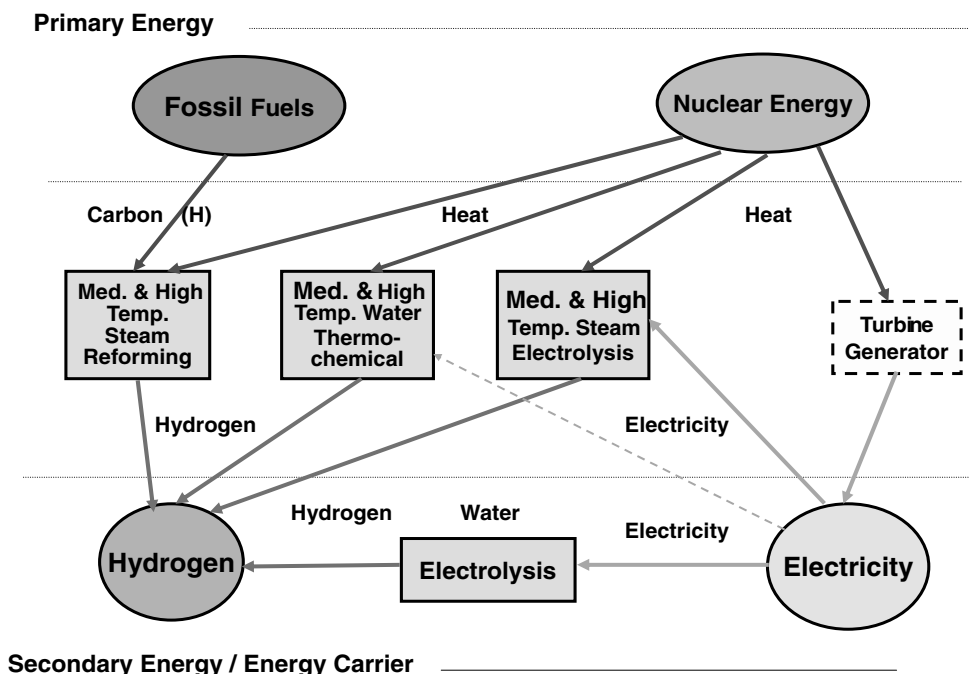 Primary Energy
Fossil Fuels
Nuclear Energy
Carbon (H)
Heat
Heat
Med. & High
Temp.
Steam
Reforming
Med. & High
Temp. Water
Thermo-
chemical
Med. & High
Temp. Steam
Electrolysis
Turbine
Generator
Hydrogen
Electricity
Hydrogen
Water
Electricity
Hydrogen
Electrolysis
Electricity
Secondary Energy / Energy Carrier